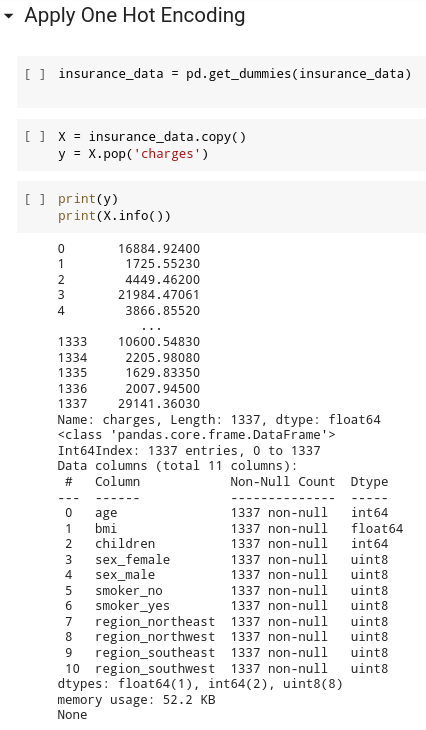 Apply One Hot Encoding
[ ] insurance_data = pd.get_dummies(insurance_data)
[ ] X = insurance_data.copy()
y = X.pop('charges')
[ ] print(y)
print(X.info())
0 16884.92400
1 1725.55230
2 4449.46200
3 21984.47061
4 3866.85520
...
1333 10600.54830
1334 2205.98080
1335 1629.83350
1336 2007.94500
1337 29141.36030
Name: charges, Length: 1337, dtype: float64
<class 'pandas.core.frame.DataFrame'>
Int64Index: 1337 entries, 0 to 1337
Data columns (total 11 columns):
# Column Non-Null Count Dtype
--- ------ -------------- -----
0 age 1337 non-null int64
1 bmi 1337 non-null float64
2 children 1337 non-null int64
3 sex_female 1337 non-null uint8
4 sex_male 1337 non-null uint8
5 smoker_no 1337 non-null uint8
6 smoker_yes 1337 non-null uint8
7 region_northeast 1337 non-null uint8
8 region_northwest 1337 non-null uint8
9 region_southeast 1337 non-null uint8
10 region_southwest 1337 non-null uint8
dtypes: float64(1), int64(2), uint8(8)
memory usage: 52.2 KB
None